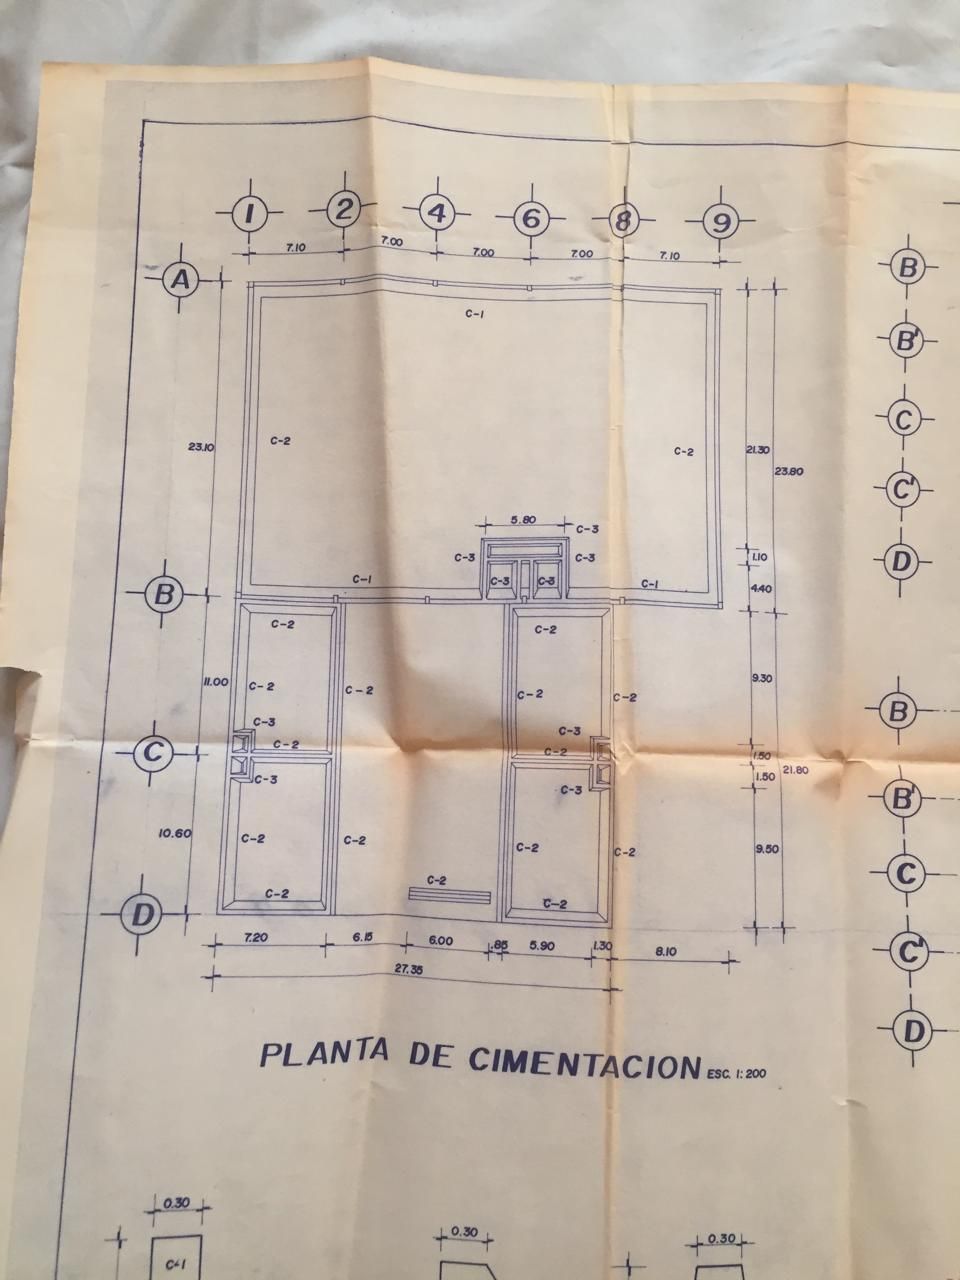 1 2 4 6 8 9
7.10 7.00 7.00 7.00 7.10
A
B
C-1
B'
23.10
C-2
C-2
21.30
23.80
C
C'
5.80
C-3
C-3
C-3
C-3
C-3
1.10
D
B
C-1
C-1
4.40
C-2
C-2
11.00
C-2
C-2
C-2
C-2
9.30
B
C-3
C-3
C
C-2
C-2
1.50
1.50
21.80
C-3
C-3
B'
10.60
C-2
C-2
C-2
C-2
9.50
C
C-2
C-2
C-2
D
7.20 6.15 6.00 .85 5.90 1.30 8.10
C'
27.35
D
PLANTA DE CIMENTACION ESC. 1:200
0.30 0.30 0.30
C-1